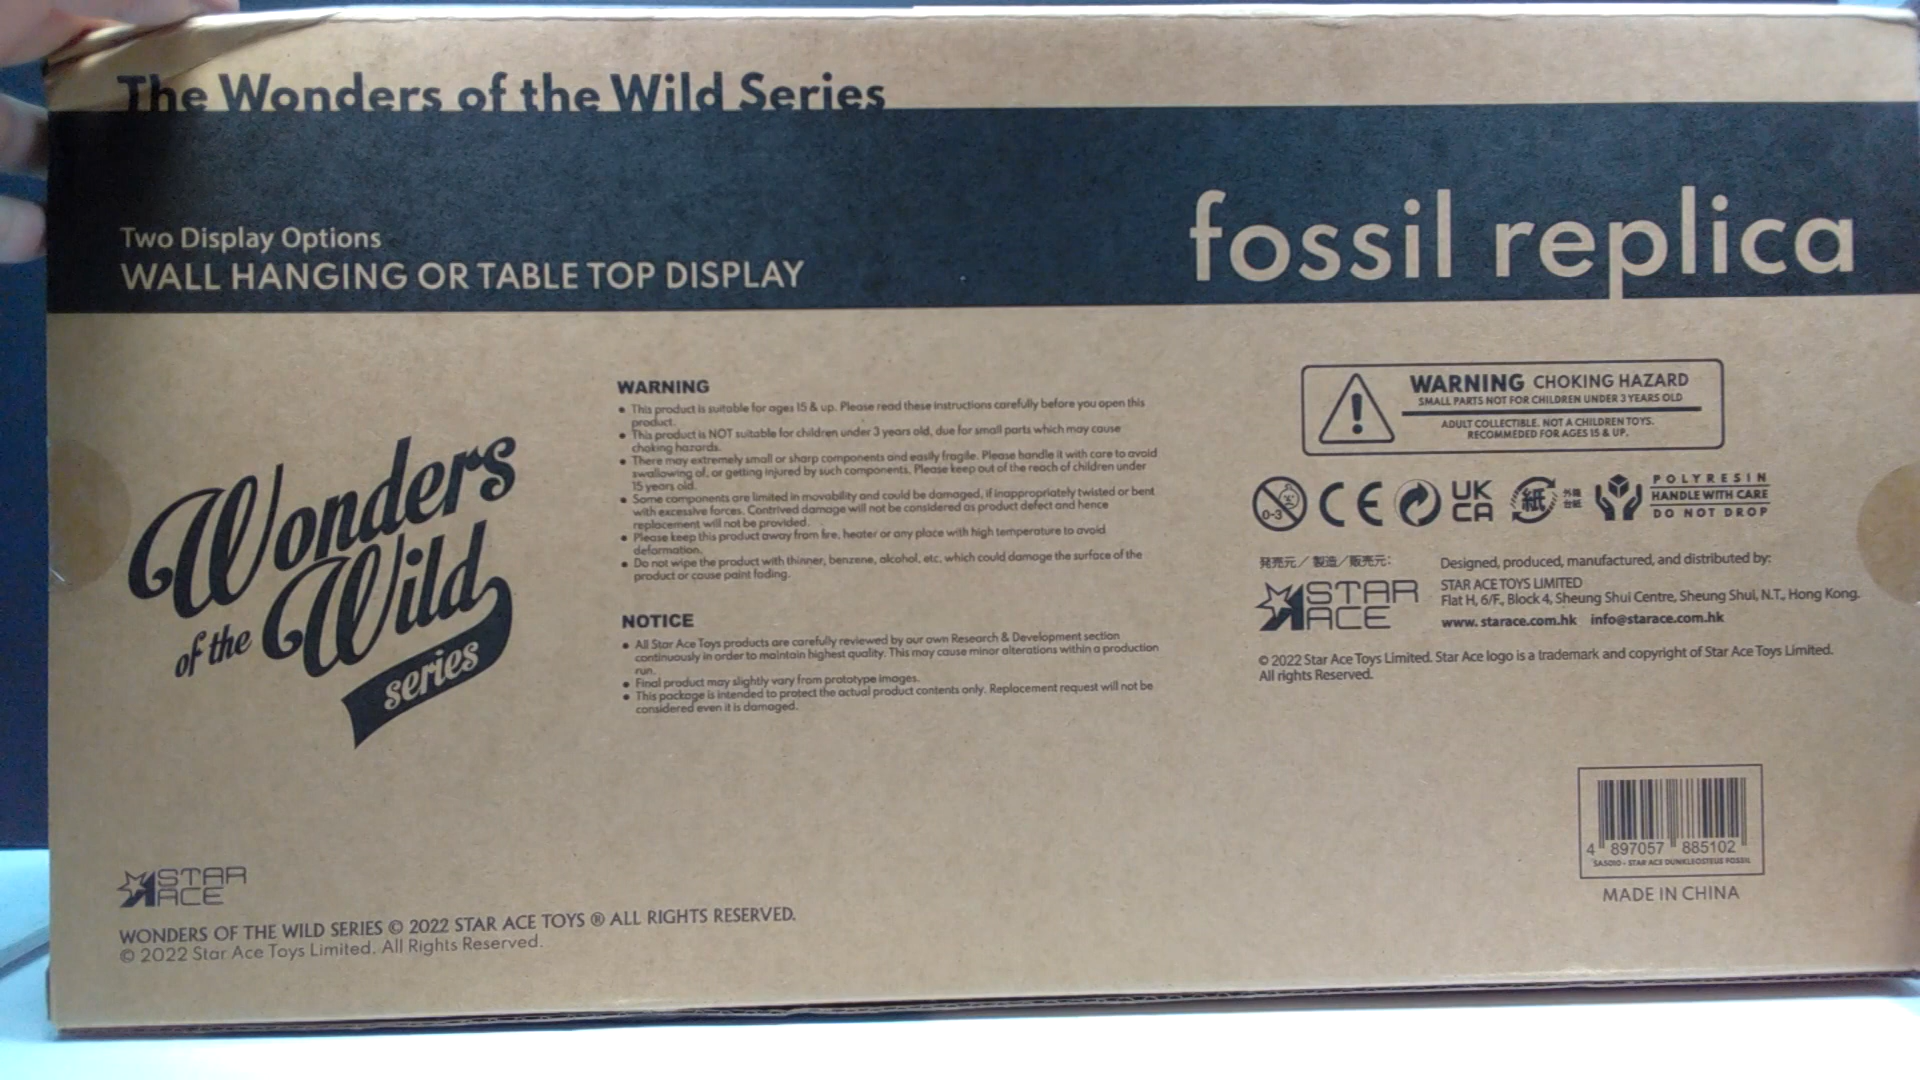 The Wonders of the Wild Series
Two Display Options
WALL HANGING OR TABLE TOP DISPLAY
fossil replica
Wonders
of the Wild
series
WARNING
• This product is suitable for ages 15 & up. Please read these instructions carefully before you open this
product.
• This product is NOT suitable for children under 3 years old, due for small parts which may cause
choking hazards.
• There may extremely small or sharp components and easily fragile. Please handle it with care to avoid
swallowing of, or getting injured by such components. Please keep out of the reach of children under
15 years old.
• Some components are limited in movability and could be damaged, if inappropriately twisted or bent
with excessive forces. Contrived damage will not be considered as product defect and hence
replacement will not be provided.
• Please keep this product away from fire, heater or any place with high temperature to avoid
deformation.
• Do not wipe the product with thinner, benzene, alcohol, etc. which could damage the surface of the
product or cause paint fading.
NOTICE
• All Star Ace Toys products are carefully reviewed by our own Research & Development section
continuously in order to maintain highest quality. This may cause minor alterations within a production
run.
• Final product may slightly vary from prototype images.
• This package is intended to protect the actual product contents only. Replacement request will not be
considered even it is damaged.
WARNING CHOKING HAZARD
SMALL PARTS NOT FOR CHILDREN UNDER 3 YEARS OLD
ADULT COLLECTIBLE. NOT A CHILDREN TOYS.
RECOMMEDED FOR AGES 15 & UP.
0-3
CE
UK
CA
紙
外箱
台紙
POLYRESIN
HANDLE WITH CARE
DO NOT DROP
発売元／製造／販売元：
STAR
ACE
Designed, produced, manufactured, and distributed by:
STAR ACE TOYS LIMITED
Flat H, 6/F., Block 4, Sheung Shui Centre, Sheung Shui, N.T., Hong Kong.
www. starace.com.hk info@starace.com.hk
© 2022 Star Ace Toys Limited. Star Ace logo is a trademark and copyright of Star Ace Toys Limited.
All rights Reserved.
4 897057 885102
SA5010 - STAR ACE DUNKLEOSTEUS FOSSIL
MADE IN CHINA
STAR
ACE
WONDERS OF THE WILD SERIES © 2022 STAR ACE TOYS ® ALL RIGHTS RESERVED.
© 2022 Star Ace Toys Limited. All Rights Reserved.